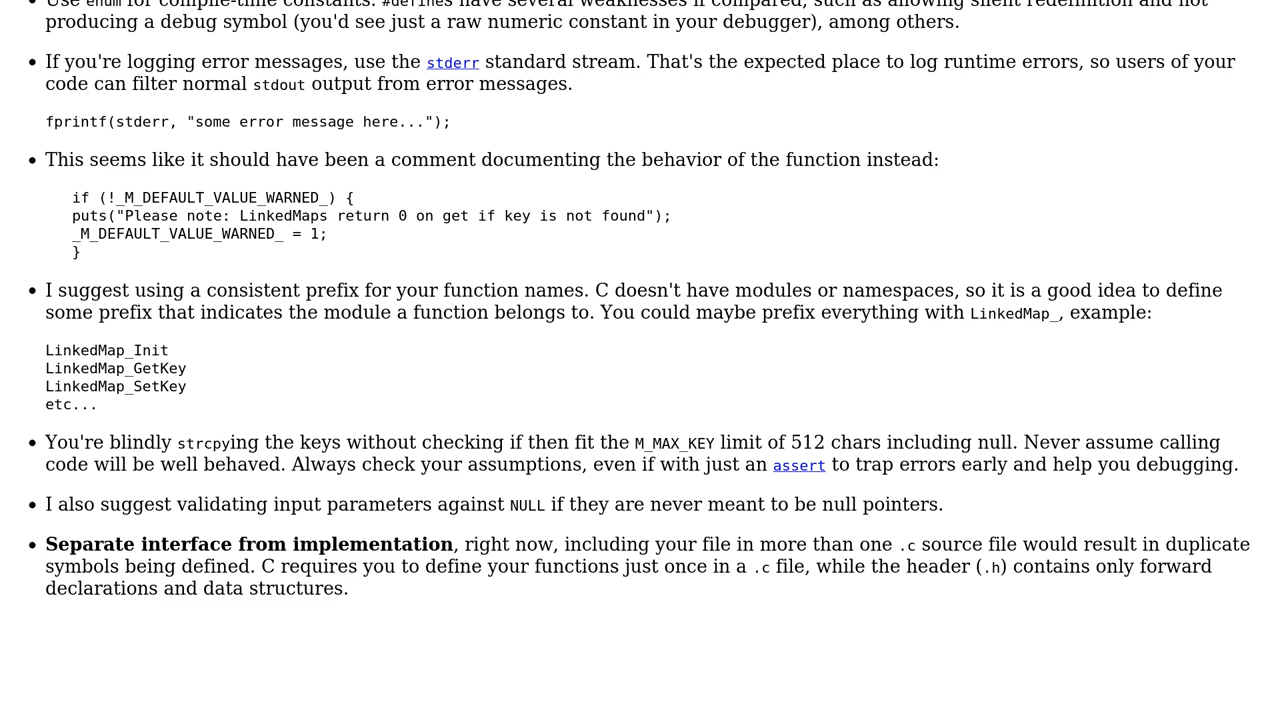 Use enum for compile-time constants. #defines have several weaknesses if compared, such as allowing silent redefinition and not
producing a debug symbol (you'd see just a raw numeric constant in your debugger), among others.
If you're logging error messages, use the stderr standard stream. That's the expected place to log runtime errors, so users of your
code can filter normal stdout output from error messages.
fprintf(stderr, "some error message here...");
This seems like it should have been a comment documenting the behavior of the function instead:
if (!_M_DEFAULT_VALUE_WARNED_) {
puts("Please note: LinkedMaps return 0 on get if key is not found");
_M_DEFAULT_VALUE_WARNED_ = 1;
}
I suggest using a consistent prefix for your function names. C doesn't have modules or namespaces, so it is a good idea to define
some prefix that indicates the module a function belongs to. You could maybe prefix everything with LinkedMap_, example:
LinkedMap_Init
LinkedMap_GetKey
LinkedMap_SetKey
etc...
You're blindly strcpying the keys without checking if then fit the M_MAX_KEY limit of 512 chars including null. Never assume calling
code will be well behaved. Always check your assumptions, even if with just an assert to trap errors early and help you debugging.
I also suggest validating input parameters against NULL if they are never meant to be null pointers.
Separate interface from implementation, right now, including your file in more than one .c source file would result in duplicate
symbols being defined. C requires you to define your functions just once in a .c file, while the header (.h) contains only forward
declarations and data structures.